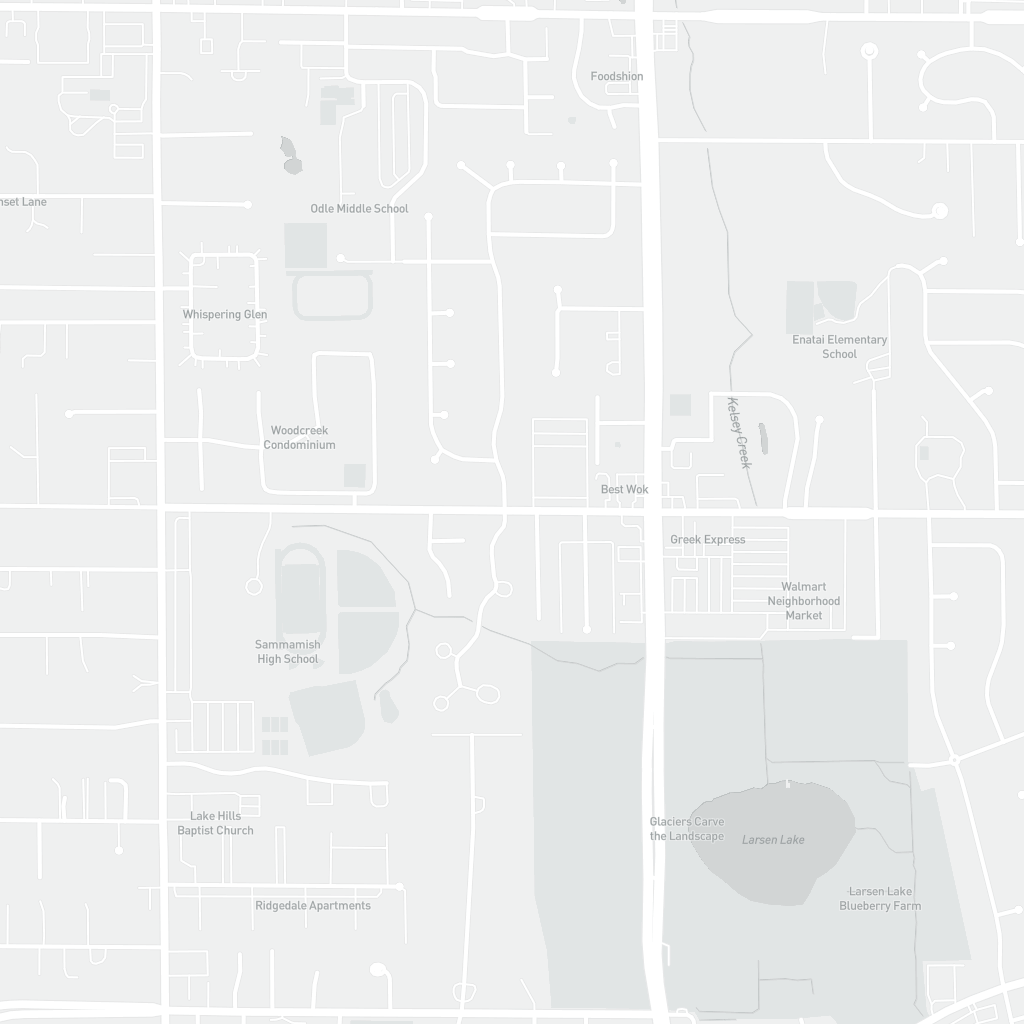 Foodshion
nset Lane
Odle Middle School
Whispering Glen
Enatai Elementary
School
Kelsey Creek
Woodcreek
Condominium
Best Wok
Greek Express
Walmart
Neighborhood
Market
Sammamish
High School
Lake Hills
Baptist Church
Glaciers Carve
the Landscape
Larsen Lake
Larsen Lake
Blueberry Farm
Ridgedale Apartments